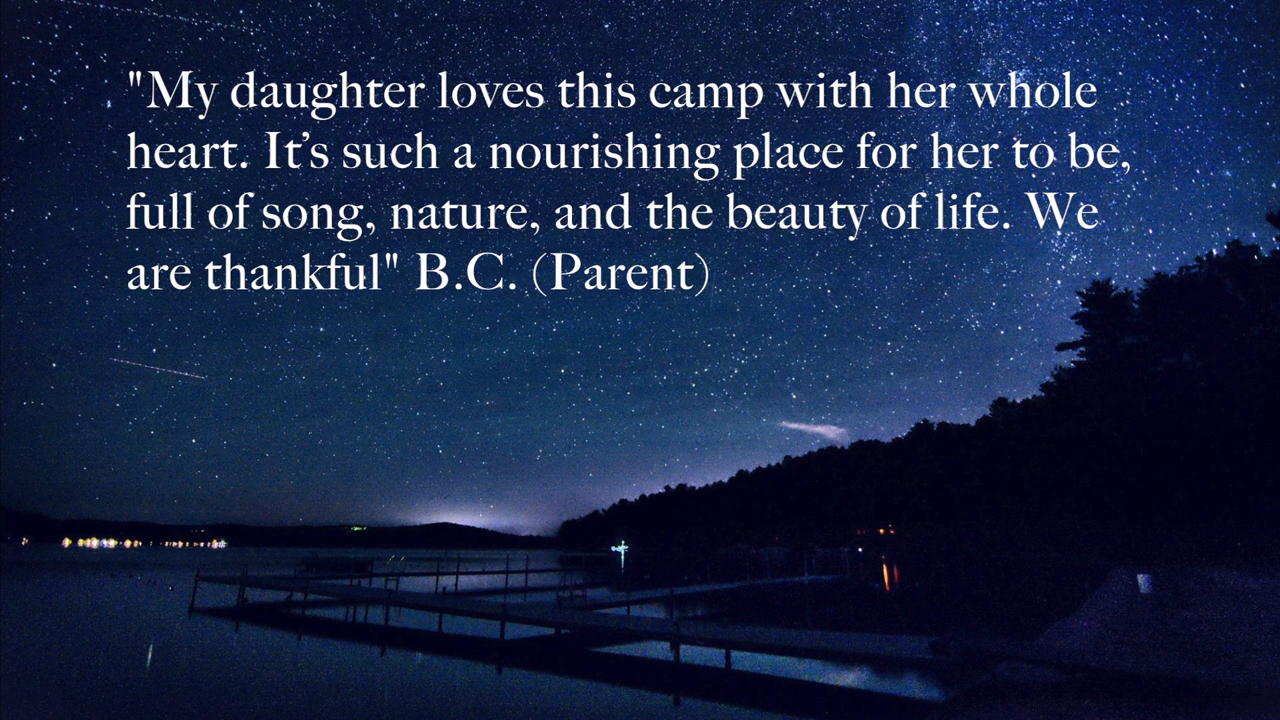 "My daughter loves this camp with her whole
heart. It’s such a nourishing place for her to be,
full of song, nature, and the beauty of life. We
are thankful" B.C. (Parent)